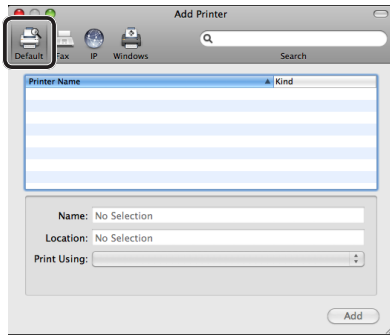 Add Printer
Default Fax IP Windows Search
Printer Name Kind
Name: No Selection
Location: No Selection
Print Using:
Add